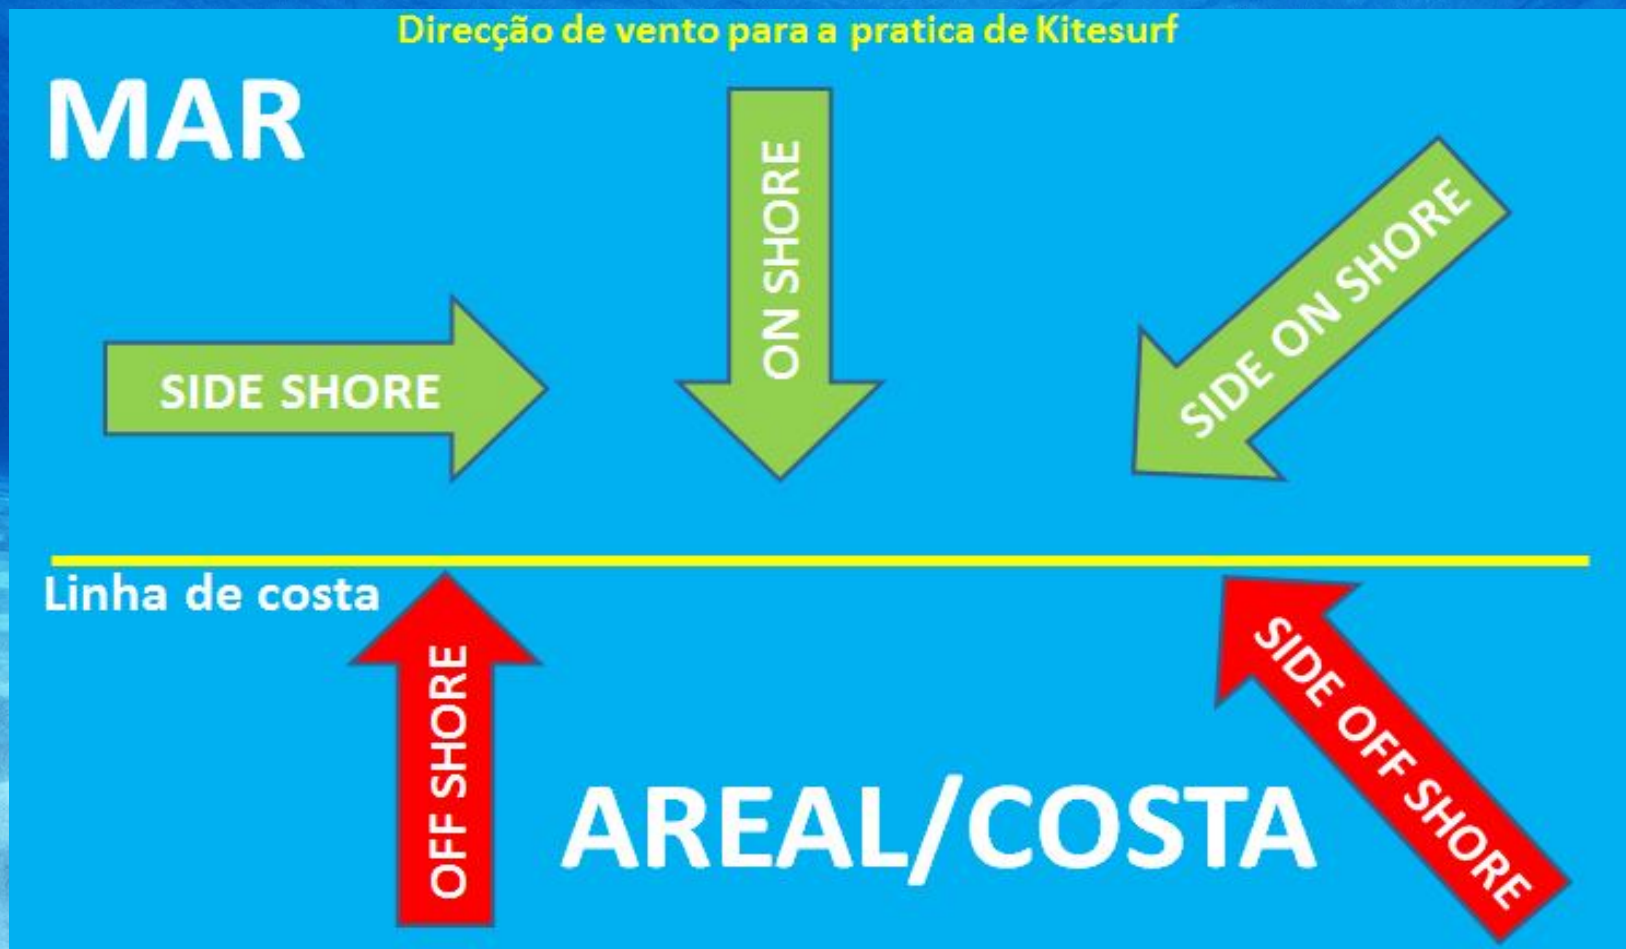 Direcção de vento para a pratica de Kitesurf
MAR
ON SHORE
SIDE ON SHORE
SIDE SHORE
Linha de costa
OFF SHORE
SIDE OFF SHORE
AREAL/COSTA